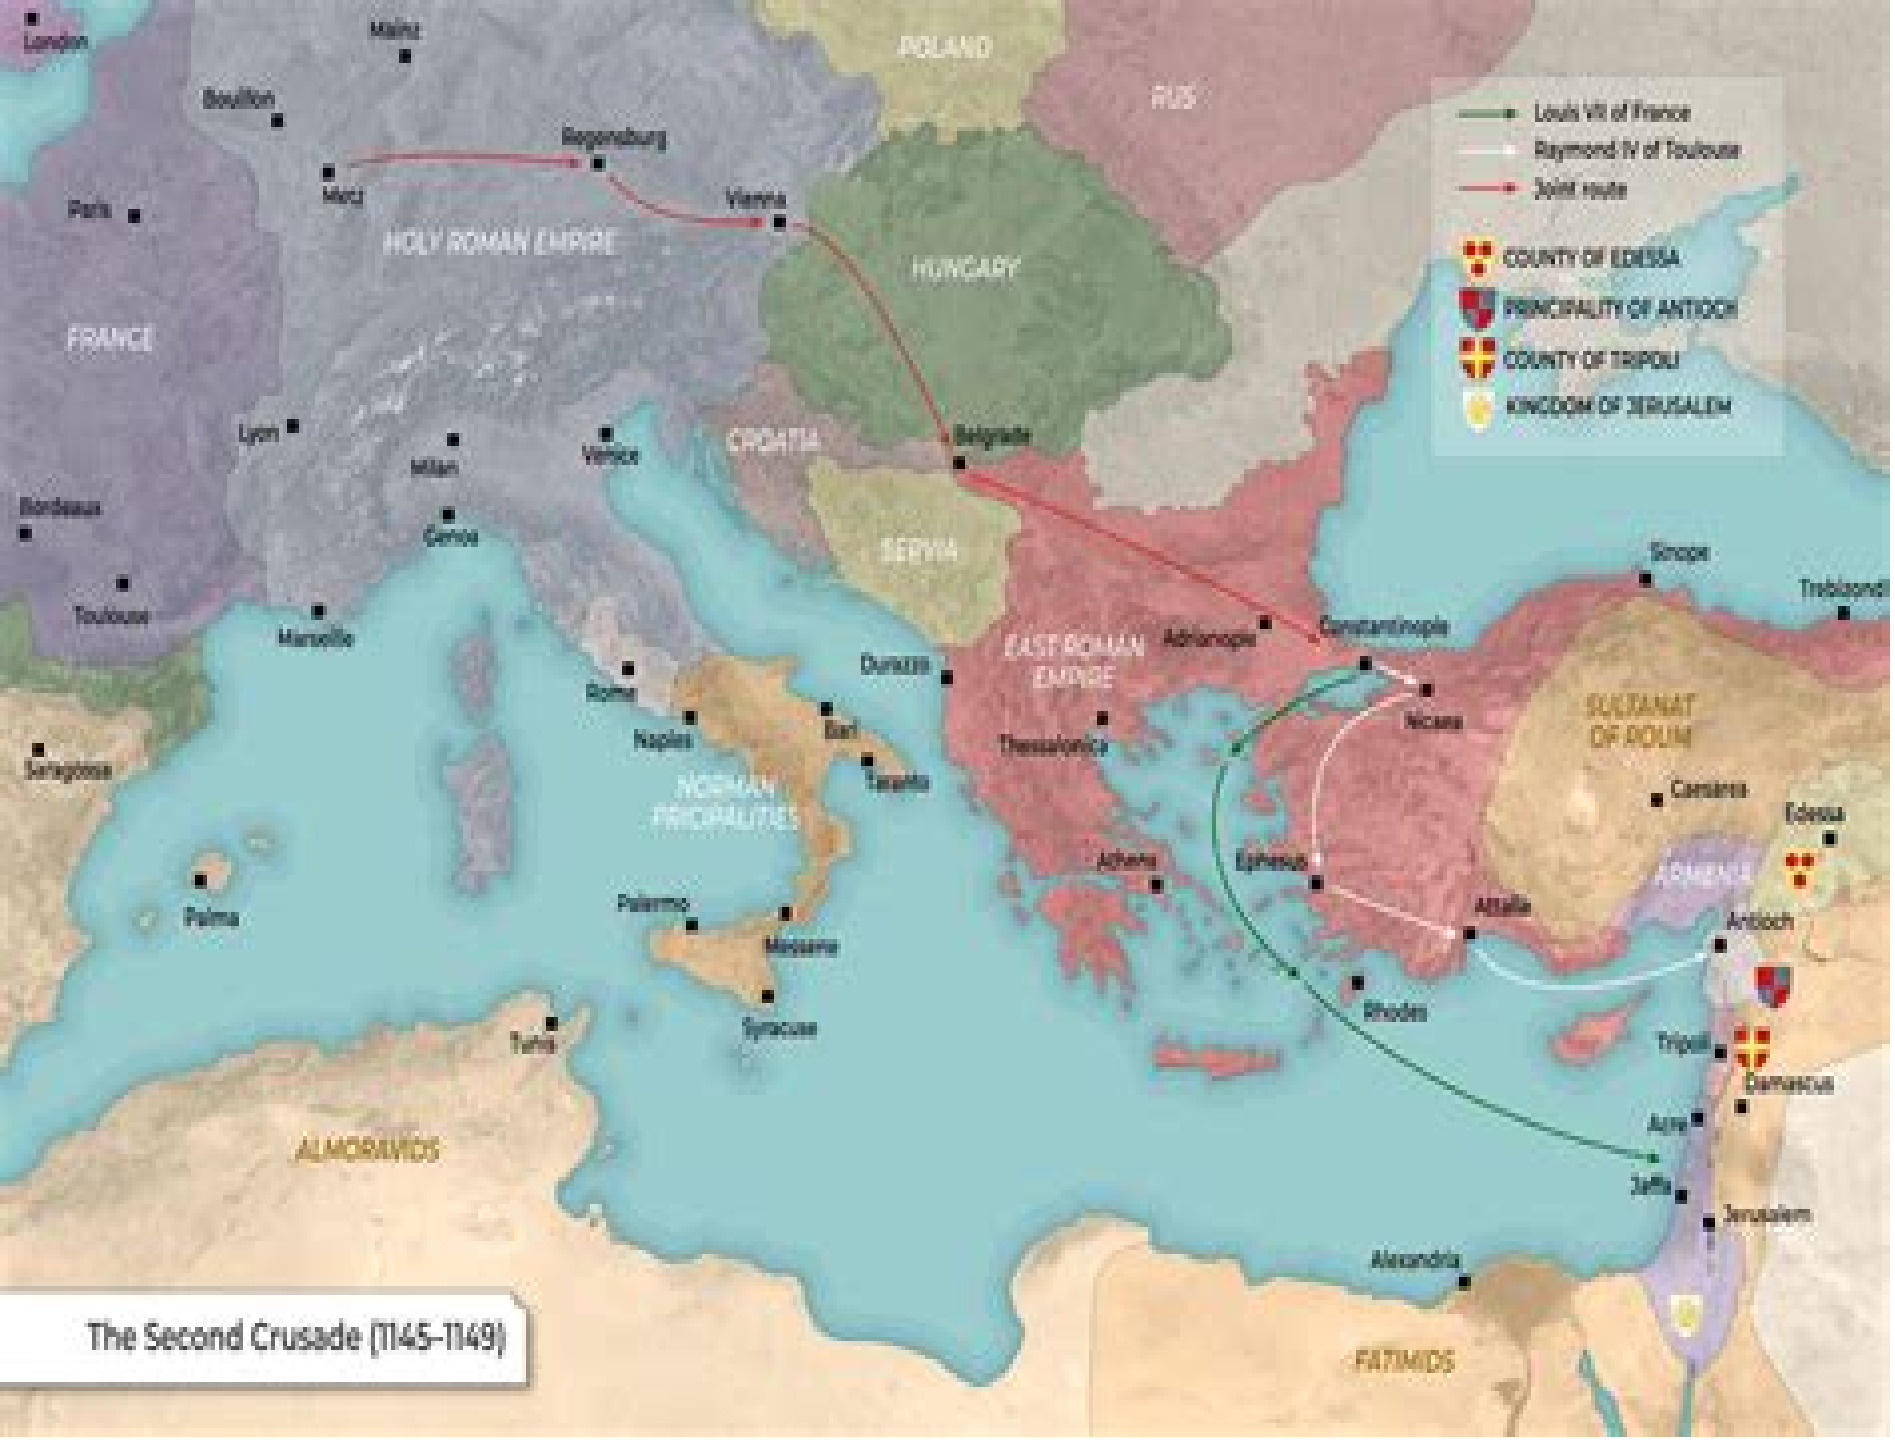 London
Mainz
POLAND
RUS
Bouillon
Regensburg
Metz
Vienna
Paris
HOLY ROMAN EMPIRE
HUNGARY
FRANCE
Louis VII of France
Raymond IV of Toulouse
Joint route
COUNTY OF EDESSA
PRINCIPALITY OF ANTIOCH
COUNTY OF TRIPOLI
KINGDOM OF JERUSALEM
Lyon
Milan
Venice
CROATIA
Belgrade
Bordeaux
Genoa
SERVIA
Sinope
Toulouse
Marseille
Trebizond
Adrianople
Constantinople
EAST ROMAN
EMPIRE
Durazzo
Rome
Naples
Bari
Taranto
Thessalonica
Nicaea
SULTANAT
OF ROUM
Saragossa
NORMAN
PRICIPALITIES
Caesarea
Edessa
Athens
Ephesus
ARMENIA
Palma
Palermo
Messene
Attalia
Antioch
Syracuse
Rhodes
Tunis
Tripoli
Damascus
Acre
ALMORAVIDS
Jaffa
Jerusalem
Alexandria
The Second Crusade (1145-1149)
FATIMIDS